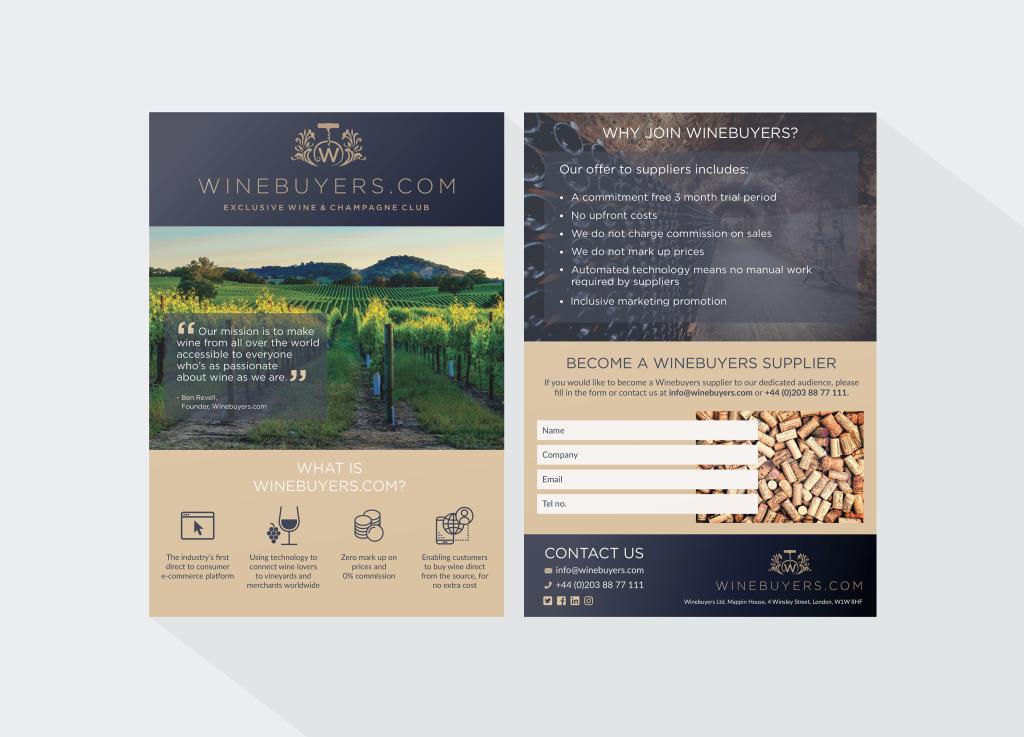 W
WINEBUYERS.COM
EXCLUSIVE WINE & CHAMPAGNE CLUB
“ Our mission is to make
wine from all over the world
accessible to everyone
who's as passionate
about wine as we are. ”
- Ben Revell,
Founder, Winebuyers.com
WHAT IS
WINEBUYERS.COM?
The industry's first
direct to consumer
e-commerce platform
Using technology to
connect wine lovers
to vineyards and
merchants worldwide
Zero mark up on
prices and
0% commission
Enabling customers
to buy wine direct
from the source, for
no extra cost
WHY JOIN WINEBUYERS?
Our offer to suppliers includes:
• A commitment free 3 month trial period
• No upfront costs
• We do not charge commission on sales
• We do not mark up prices
• Automated technology means no manual work
required by suppliers
• Inclusive marketing promotion
BECOME A WINEBUYERS SUPPLIER
If you would like to become a Winebuyers supplier to our dedicated audience, please
fill in the form or contact us at info@winebuyers.com or +44 (0)203 88 77 111.
Name
Company
Email
Tel no.
CONTACT US
info@winebuyers.com
+44 (0)203 88 77 111
W
WINEBUYERS.COM
Winebuyers Ltd, Mappin House, 4 Winsley Street, London, W1W 8HF